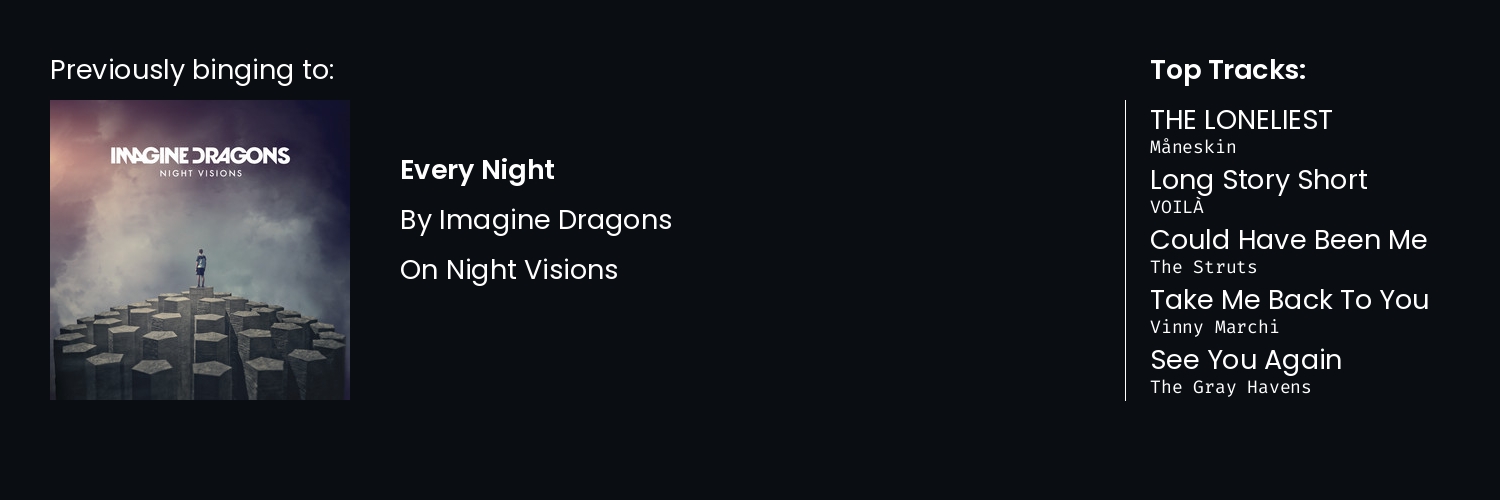 Previously binging to:
IMAGINE DRAGONS
NIGHT VISIONS
Every Night
By Imagine Dragons
On Night Visions
Top Tracks:
THE LONELIEST
Måneskin
Long Story Short
VOILÀ
Could Have Been Me
The Struts
Take Me Back To You
Vinny Marchi
See You Again
The Gray Havens